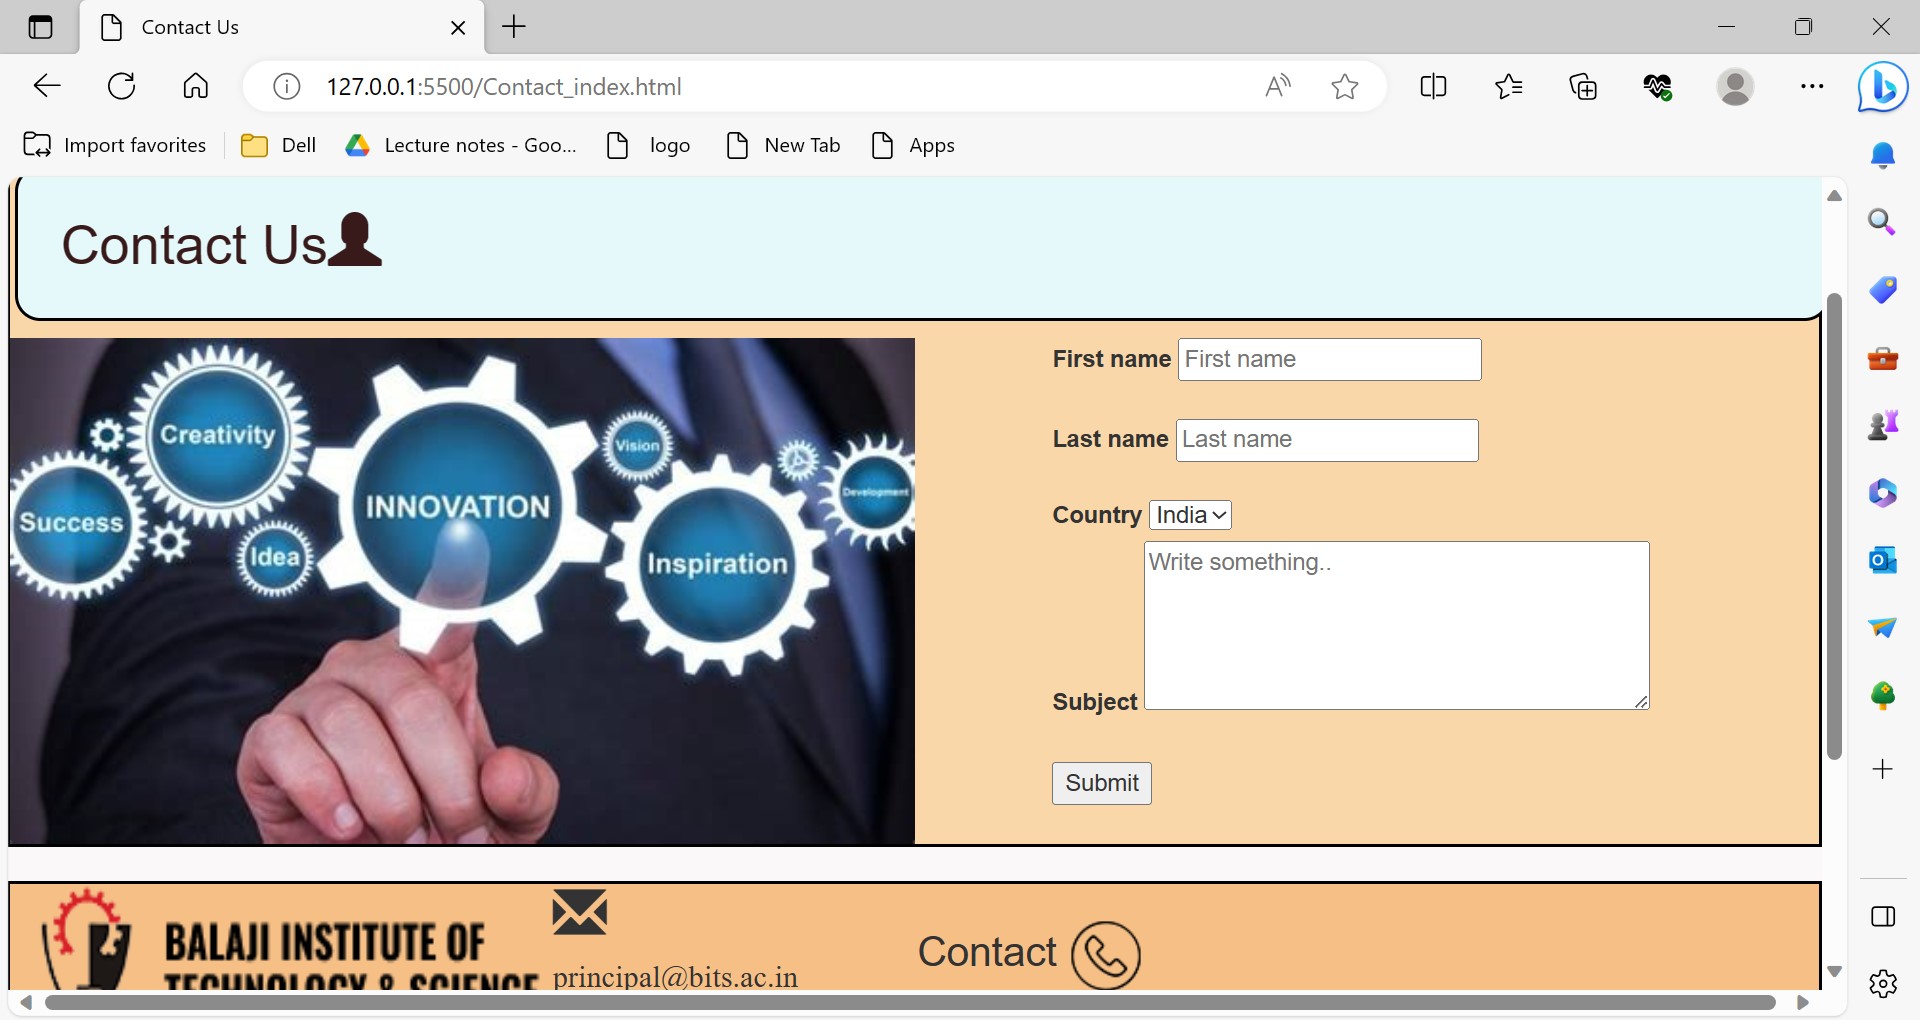 Contact Us
127.0.0.1:5500/Contact_index.html
Import favorites Dell Lecture notes - Goo... logo New Tab Apps
Contact Us
Creativity
Vision
Development
INNOVATION
Success
Idea
Inspiration
First name First name
Last name Last name
Country India
Write something..
Subject
Submit
BALAJI INSTITUTE OF
TECHNOLOGY & SCIENCE
principal@bits.ac.in
Contact